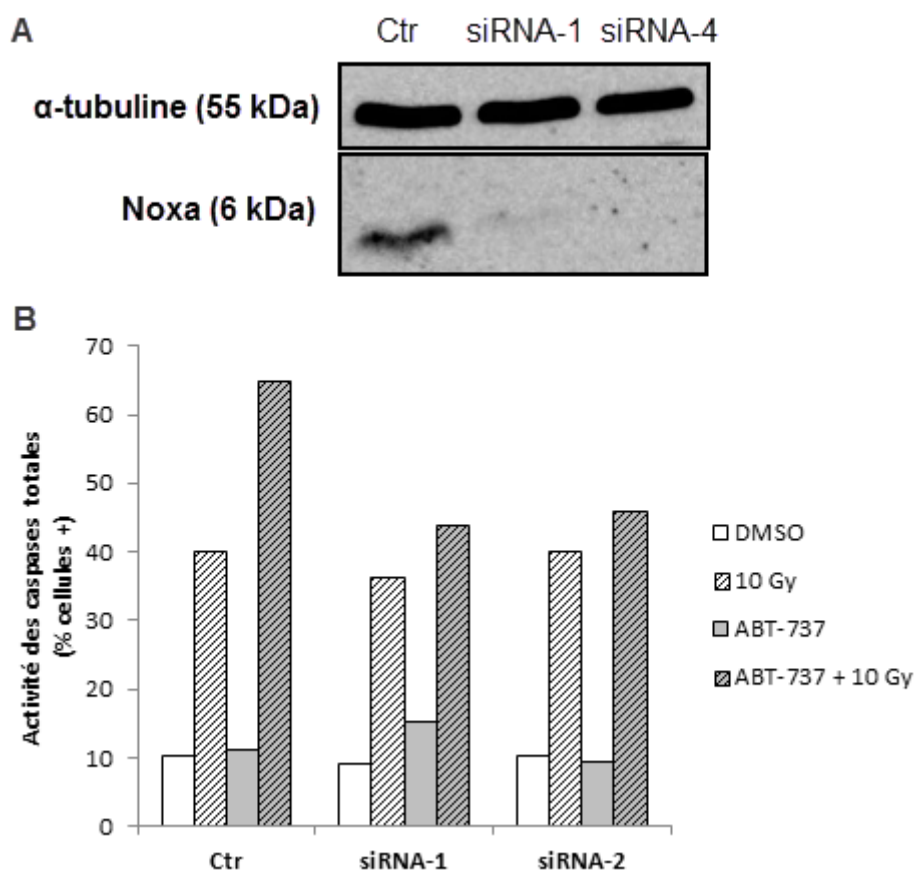 A
Ctr siRNA-1 siRNA-4
α-tubuline (55 kDa)
Noxa (6 kDa)
B
Activité des caspases totales
(% cellules +)
70
60
50
40
30
20
10
0
Ctr siRNA-1 siRNA-2
DMSO
10 Gy
ABT-737
ABT-737 + 10 Gy